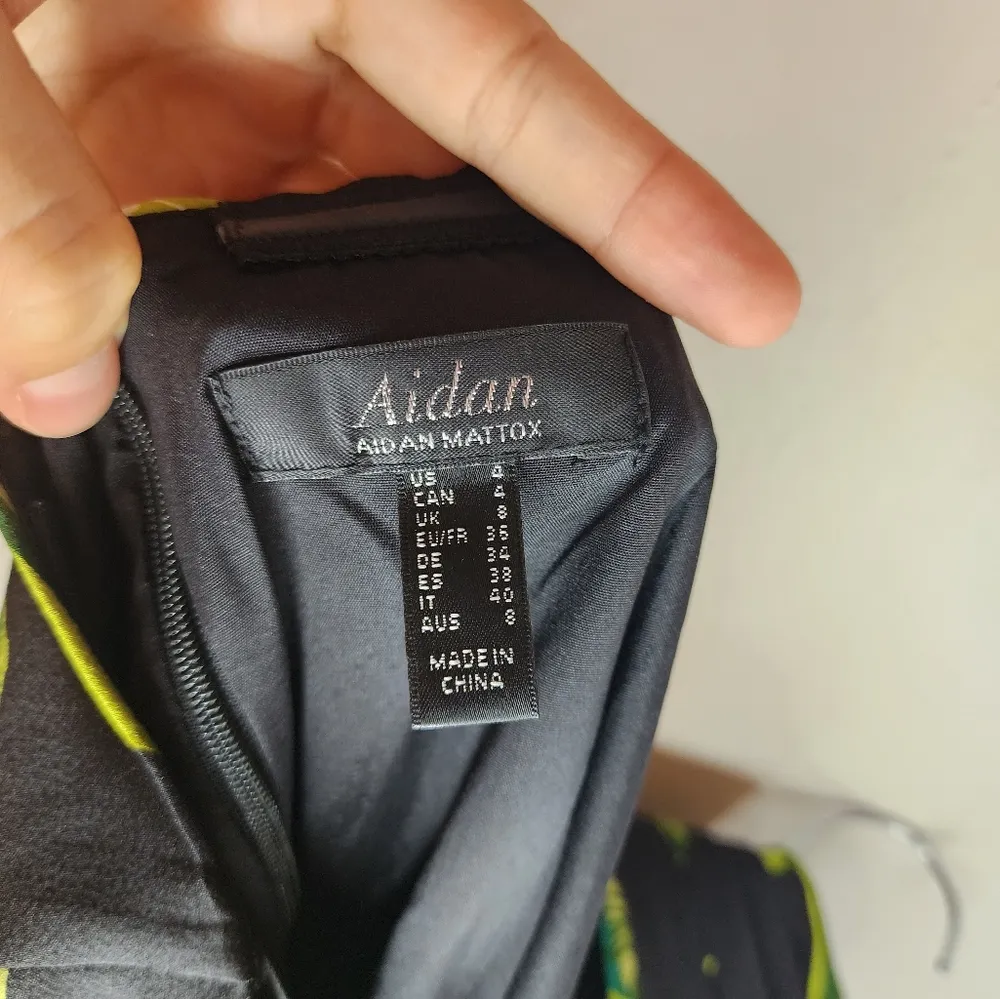 Aidan
AIDAN MATTOX
US 4
CAN 4
UK 8
EU/FR 36
DE 34
ES 38
IT 40
AUS 8
MADE IN
CHINA